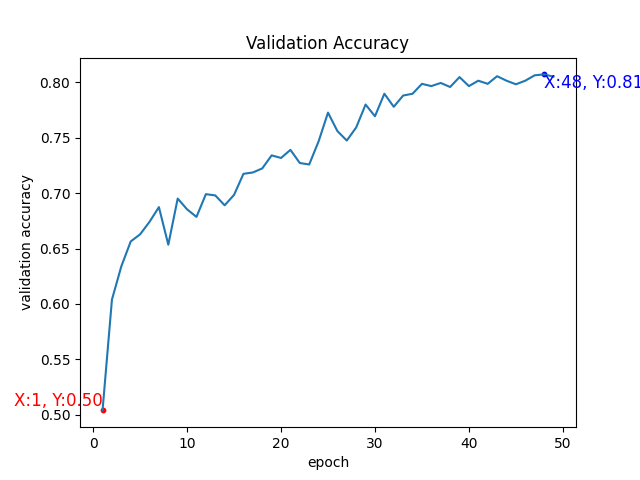 Validation Accuracy
validation accuracy
0.80
0.75
0.70
0.65
0.60
0.55
0.50
X:48, Y:0.81
X:1, Y:0.50
0 10 20 30 40 50
epoch